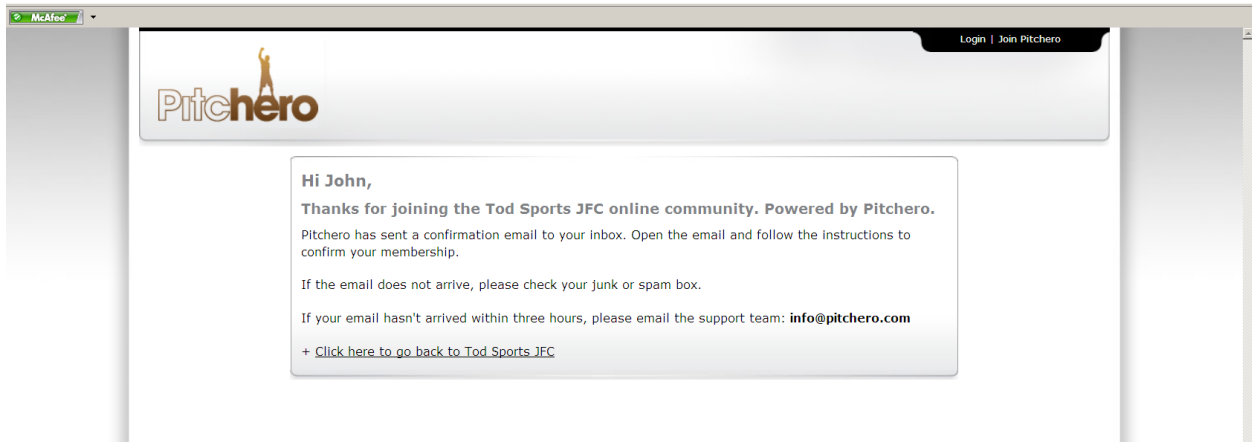 McAfee
Login | Join Pitchero
Pitchero
Hi John,
Thanks for joining the Tod Sports JFC online community. Powered by Pitchero.
Pitchero has sent a confirmation email to your inbox. Open the email and follow the instructions to
confirm your membership.
If the email does not arrive, please check your junk or spam box.
If your email hasn't arrived within three hours, please email the support team: info@pitchero.com
+ Click here to go back to Tod Sports JFC